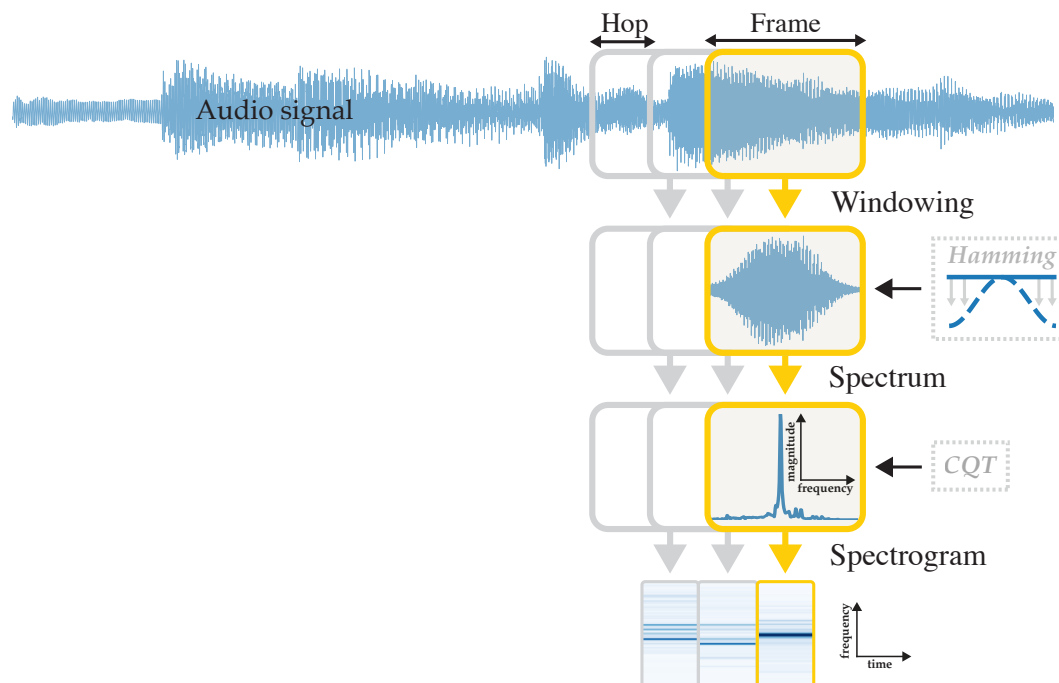 Hop
Frame
Audio signal
Windowing
Hamming
Spectrum
magnitude
frequency
CQT
Spectrogram
frequency
time